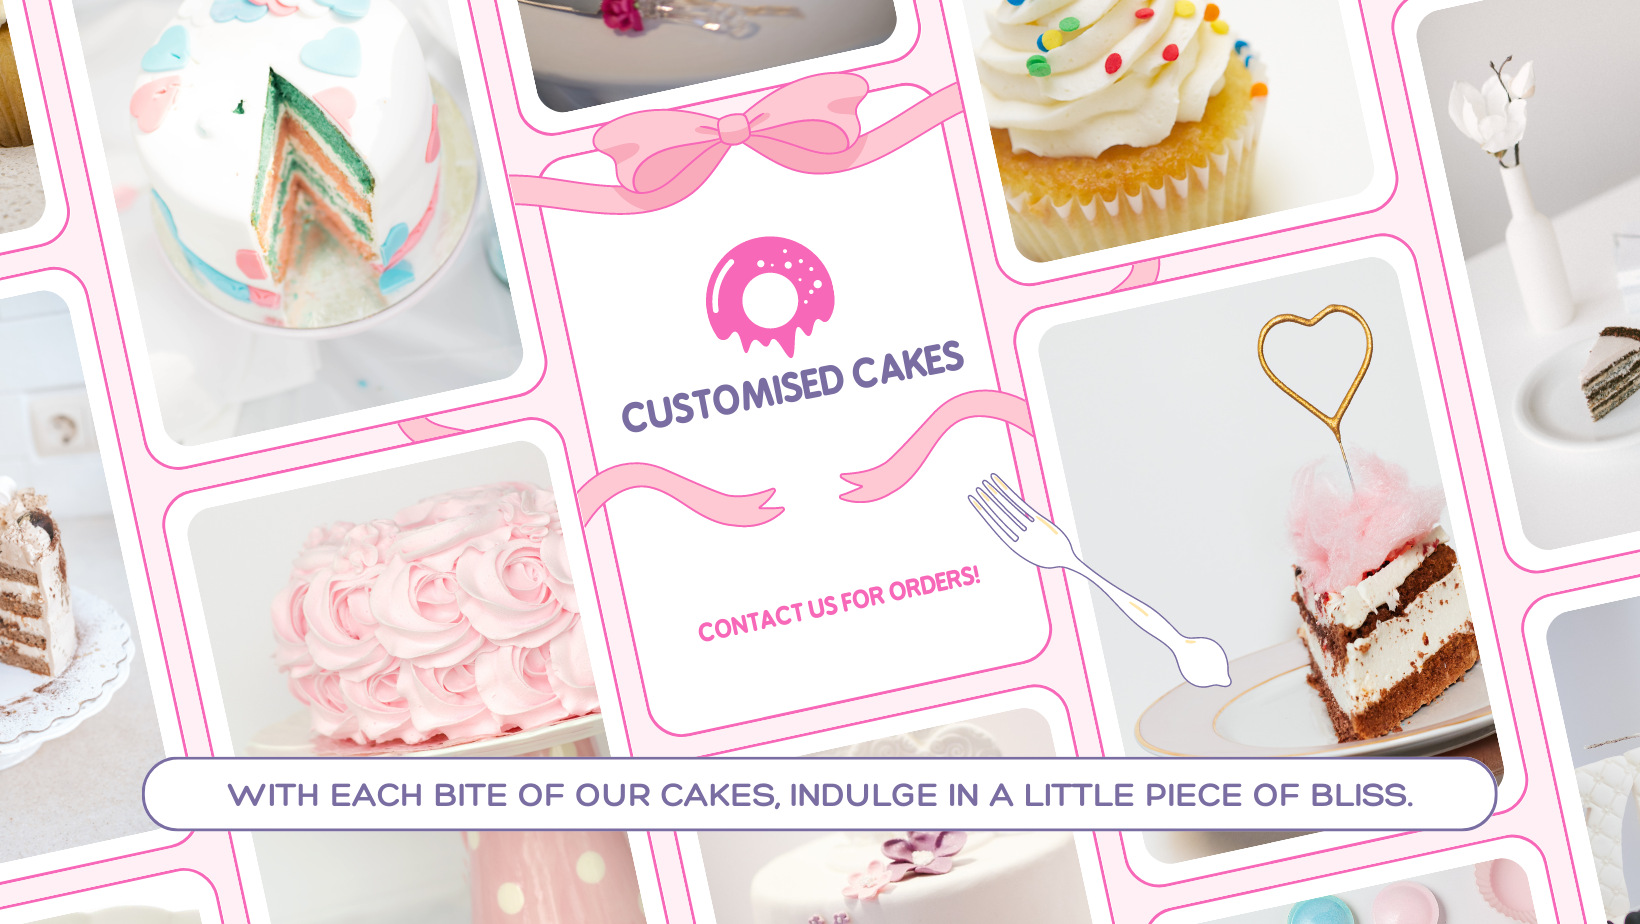 CUSTOMISED CAKES
CONTACT US FOR ORDERS!
WITH EACH BITE OF OUR CAKES, INDULGE IN A LITTLE PIECE OF BLISS.